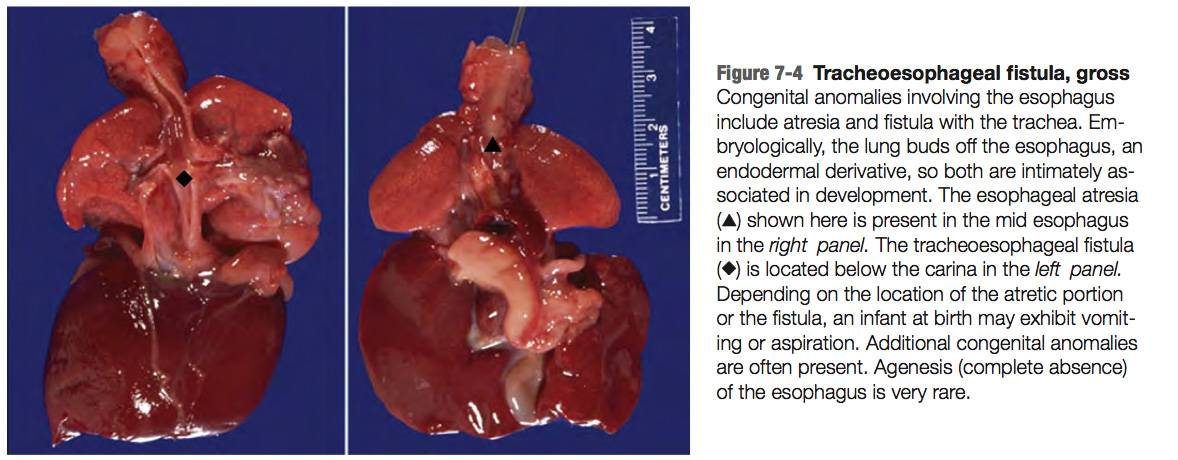 4
3
2
1
CENTIMETERS
Figure 7-4 Tracheoesophageal fistula, gross
Congenital anomalies involving the esophagus
include atresia and fistula with the trachea. Em-
bryologically, the lung buds off the esophagus, an
endodermal derivative, so both are intimately as-
sociated in development. The esophageal atresia
(▲) shown here is present in the mid esophagus
in the right panel. The tracheoesophageal fistula
(◆) is located below the carina in the left panel.
Depending on the location of the atretic portion
or the fistula, an infant at birth may exhibit vomit-
ing or aspiration. Additional congenital anomalies
are often present. Agenesis (complete absence)
of the esophagus is very rare.